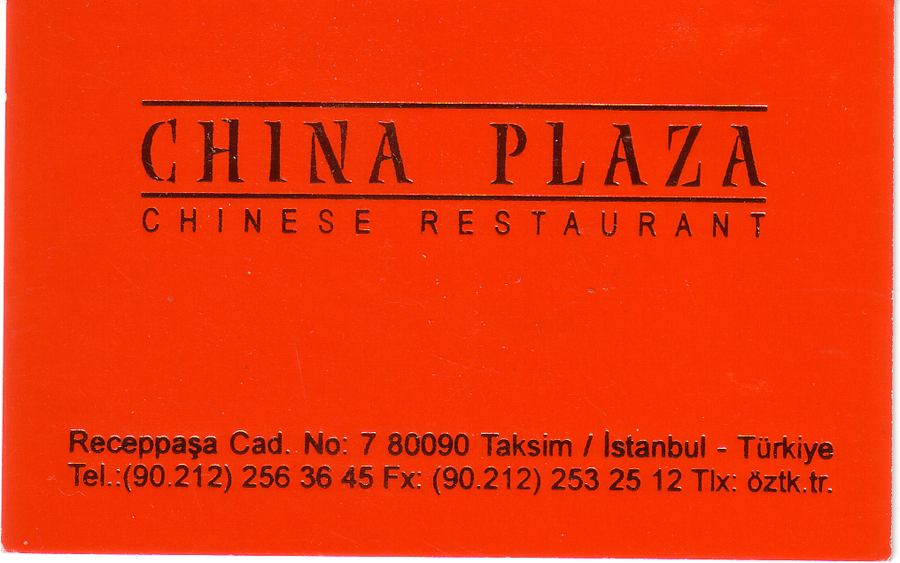 CHINA PLAZA
CHINESE RESTAURANT
Receppaşa Cad. No: 7 80090 Taksim / İstanbul - Türkiye
Tel.:(90.212) 256 36 45 Fx: (90.212) 253 25 12 Tlx: öztk.tr.